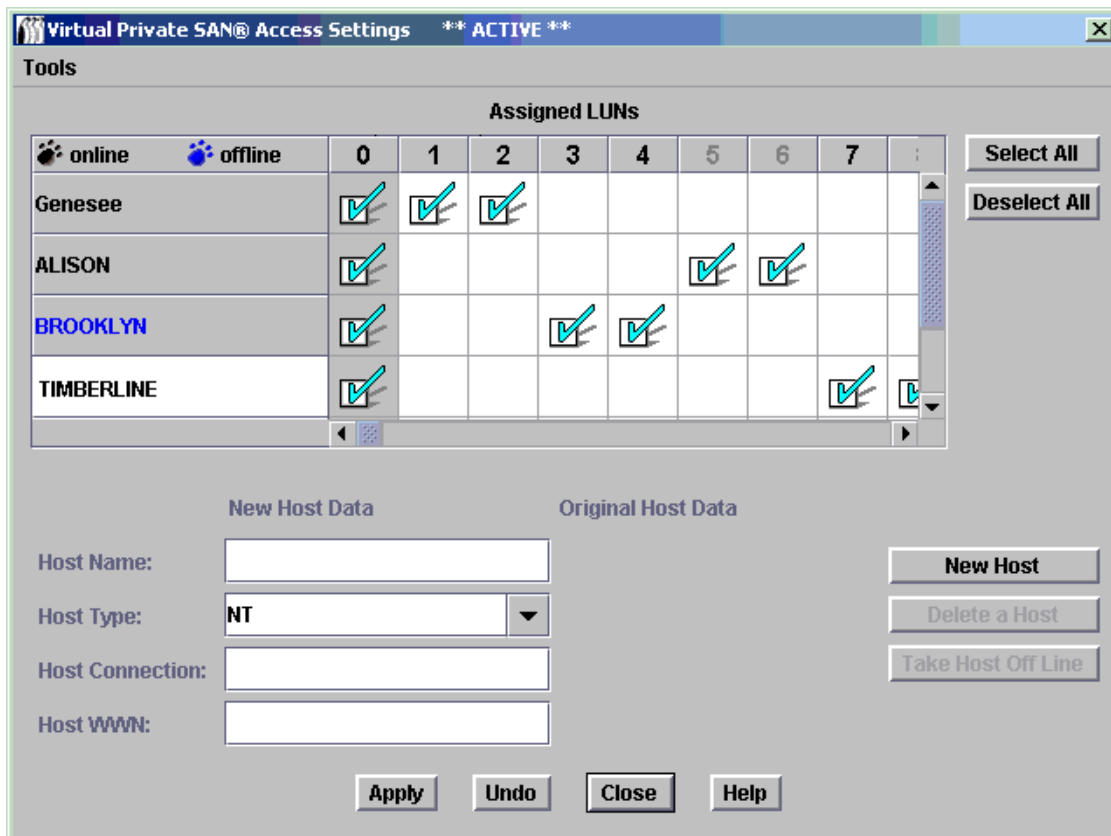 Virtual Private SAN® Access Settings ** ACTIVE **
Tools
Assigned LUNs
online offline 0 1 2 3 4 5 6 7
Select All
Genesee
Deselect All
ALISON
BROOKLYN
TIMBERLINE
New Host Data Original Host Data
Host Name:
New Host
Host Type: NT
Delete a Host
Host Connection:
Take Host Off Line
Host WWN:
Apply Undo Close Help